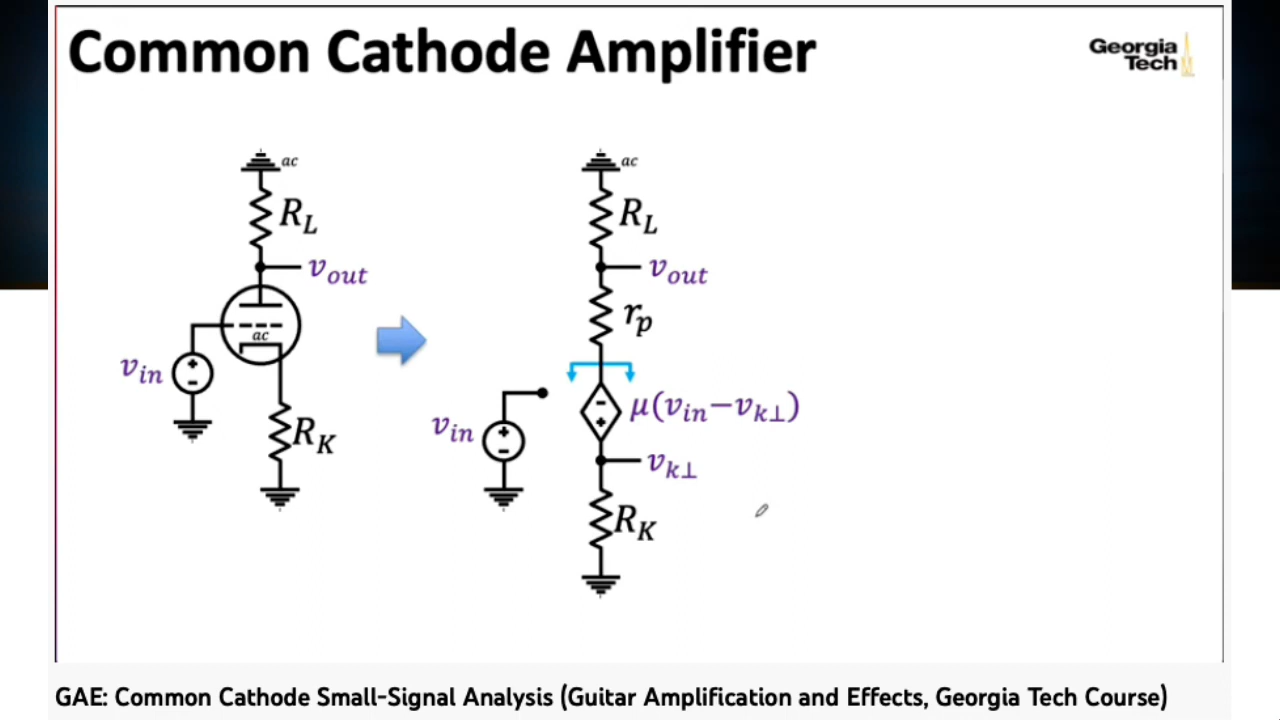 Common Cathode Amplifier
Georgia
Tech
ac
R_L
v_out
ac
v_in
R_K
ac
R_L
v_out
r_p
μ(v_in−v_k⊥)
v_in
v_k⊥
R_K
GAE: Common Cathode Small-Signal Analysis (Guitar Amplification and Effects, Georgia Tech Course)